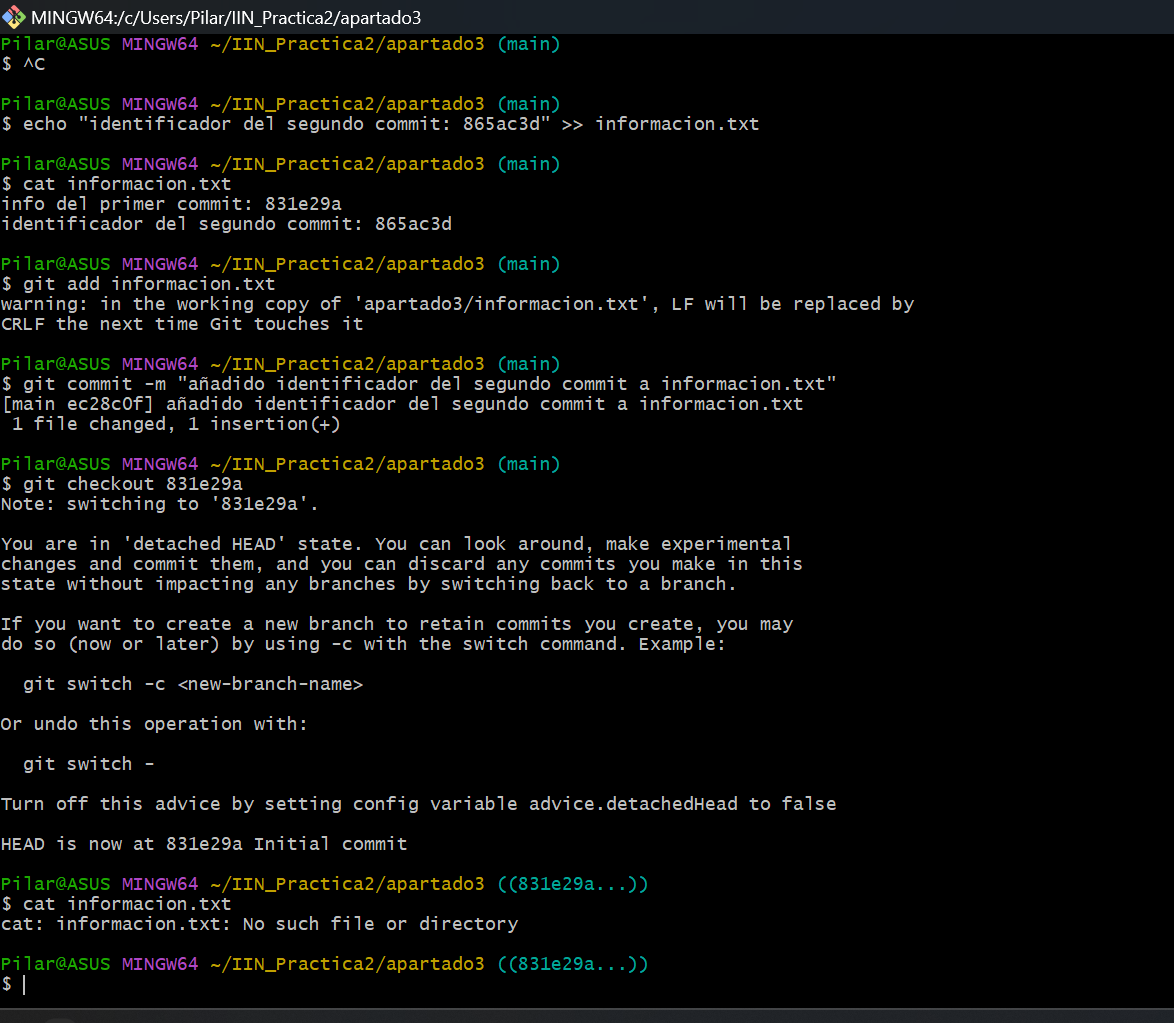 MINGW64:/c/Users/Pilar/IIN_Practica2/apartado3
Pilar@ASUS MINGW64 ~/IIN_Practica2/apartado3 (main)
$ ^C
Pilar@ASUS MINGW64 ~/IIN_Practica2/apartado3 (main)
$ echo "identificador del segundo commit: 865ac3d" >> informacion.txt
Pilar@ASUS MINGW64 ~/IIN_Practica2/apartado3 (main)
$ cat informacion.txt
info del primer commit: 831e29a
identificador del segundo commit: 865ac3d
Pilar@ASUS MINGW64 ~/IIN_Practica2/apartado3 (main)
$ git add informacion.txt
warning: in the working copy of 'apartado3/informacion.txt', LF will be replaced by
CRLF the next time Git touches it
Pilar@ASUS MINGW64 ~/IIN_Practica2/apartado3 (main)
$ git commit -m "añadido identificador del segundo commit a informacion.txt"
[main ec28c0f] añadido identificador del segundo commit a informacion.txt
1 file changed, 1 insertion(+)
Pilar@ASUS MINGW64 ~/IIN_Practica2/apartado3 (main)
$ git checkout 831e29a
Note: switching to '831e29a'.
You are in 'detached HEAD' state. You can look around, make experimental
changes and commit them, and you can discard any commits you make in this
state without impacting any branches by switching back to a branch.
If you want to create a new branch to retain commits you create, you may
do so (now or later) by using -c with the switch command. Example:
git switch -c <new-branch-name>
Or undo this operation with:
git switch -
Turn off this advice by setting config variable advice.detachedHead to false
HEAD is now at 831e29a Initial commit
Pilar@ASUS MINGW64 ~/IIN_Practica2/apartado3 ((831e29a...))
$ cat informacion.txt
cat: informacion.txt: No such file or directory
Pilar@ASUS MINGW64 ~/IIN_Practica2/apartado3 ((831e29a...))
$